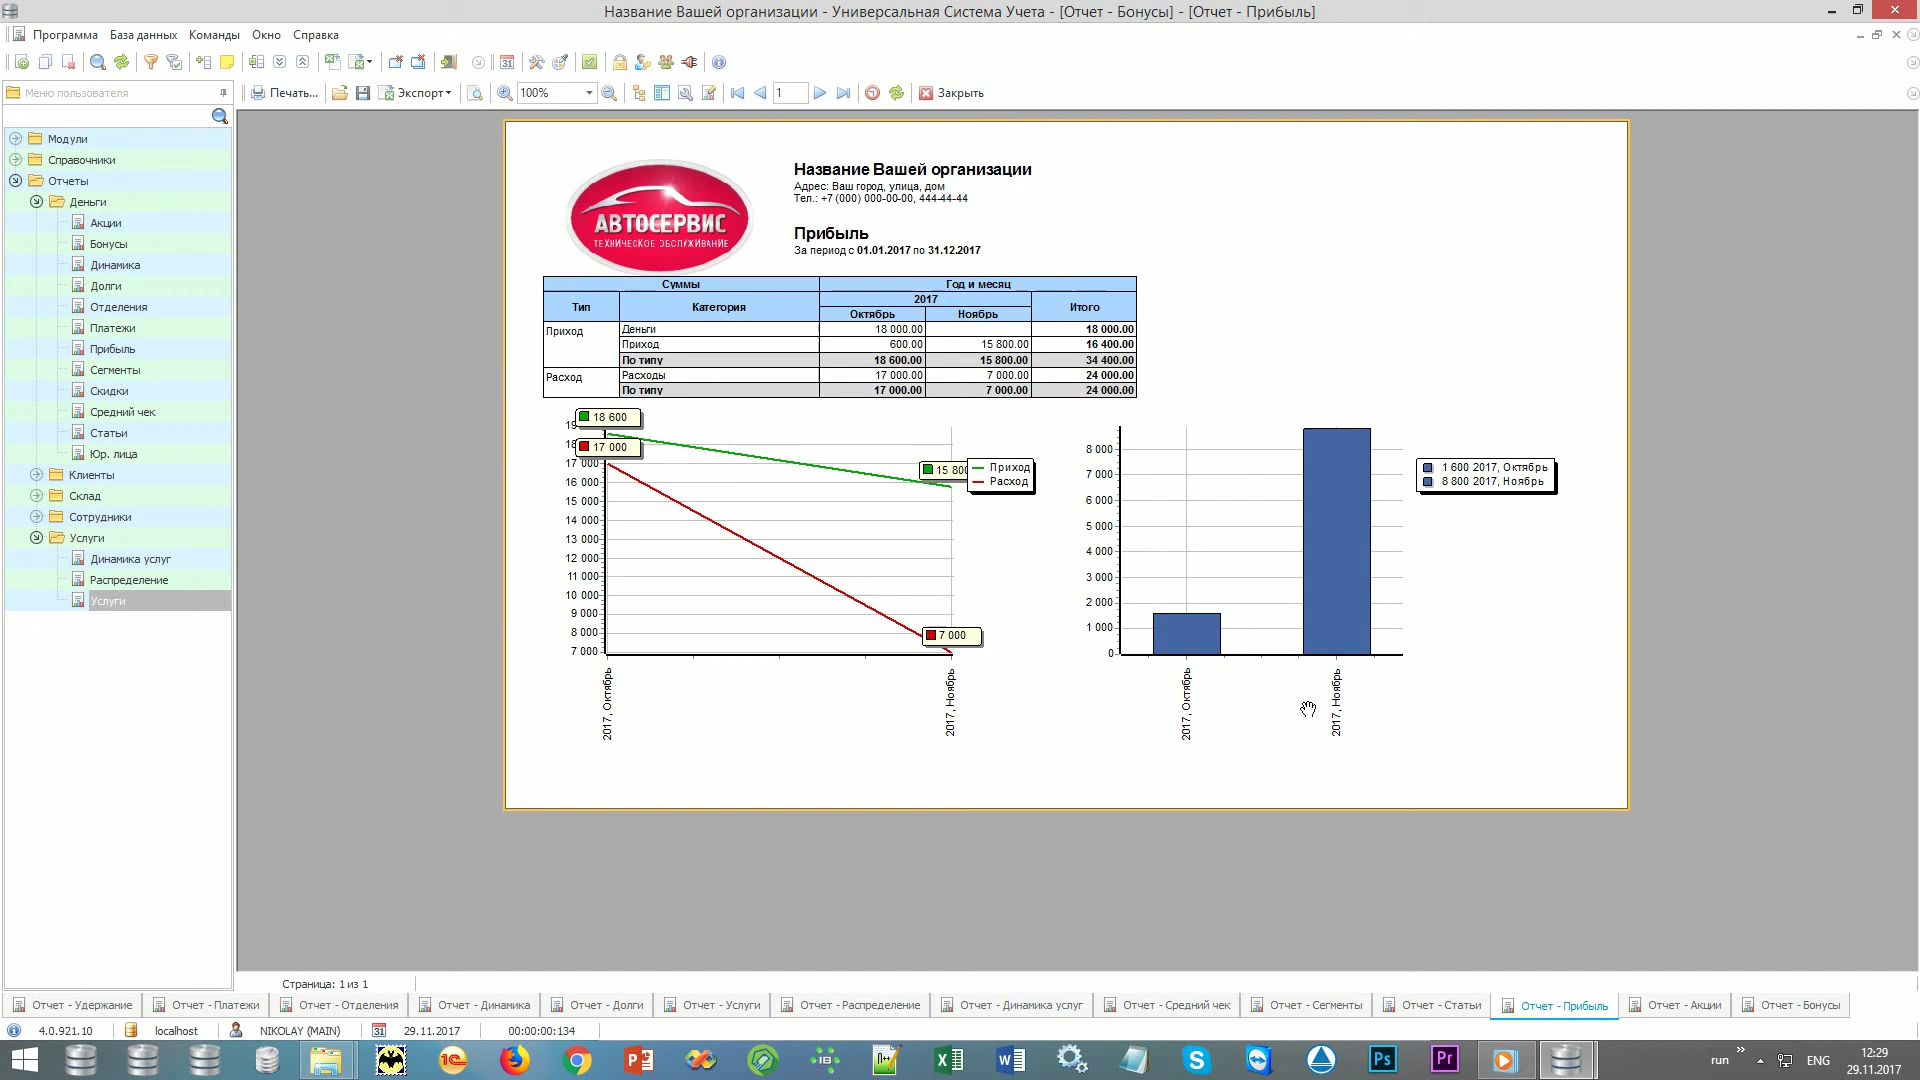 Название Вашей организации - Универсальная Система Учета - [Отчет - Бонусы] - [Отчет - Прибыль]
Программа База данных Команды Окно Справка
Меню пользователя
Печать... Экспорт 100% 1 Закрыть
Модули
Справочники
Отчеты
Деньги
Акции
Бонусы
Динамика
Долги
Отделения
Платежи
Прибыль
Сегменты
Скидки
Средний чек
Статьи
Юр. лица
Клиенты
Склад
Сотрудники
Услуги
Динамика услуг
Распределение
Услуги
АВТОСЕРВИС
ТЕХНИЧЕСКОЕ ОБСЛУЖИВАНИЕ
Название Вашей организации
Адрес: Ваш город, улица, дом
Тел.: +7 (000) 000-00-00, 444-44-44
Прибыль
За период с 01.01.2017 по 31.12.2017
Суммы Год и месяц
Тип Категория 2017 Итого
Октябрь Ноябрь
Приход Деньги 18 000.00 18 000.00
Приход 600.00 15 800.00 16 400.00
По типу 18 600.00 15 800.00 34 400.00
Расход Расходы 17 000.00 7 000.00 24 000.00
По типу 17 000.00 7 000.00 24 000.00
18 600
17 000
15 800
7 000
Приход
Расход
17 000
16 000
15 000
14 000
13 000
12 000
11 000
10 000
9 000
8 000
7 000
2017, Октябрь
2017, Ноябрь
8 000
7 000
6 000
5 000
4 000
3 000
2 000
1 000
0
2017, Октябрь
2017, Ноябрь
1 600 2017, Октябрь
8 800 2017, Ноябрь
Страница: 1 из 1
Отчет - Удержание Отчет - Платежи Отчет - Отделения Отчет - Динамика Отчет - Долги Отчет - Услуги Отчет - Распределение Отчет - Динамика услуг Отчет - Средний чек Отчет - Сегменты Отчет - Статьи Отчет - Прибыль Отчет - Акции Отчет - Бонусы
4.0.921.10 localhost NIKOLAY (MAIN) 31 29.11.2017 00:00:00:134
run ENG 12:29
29.11.2017